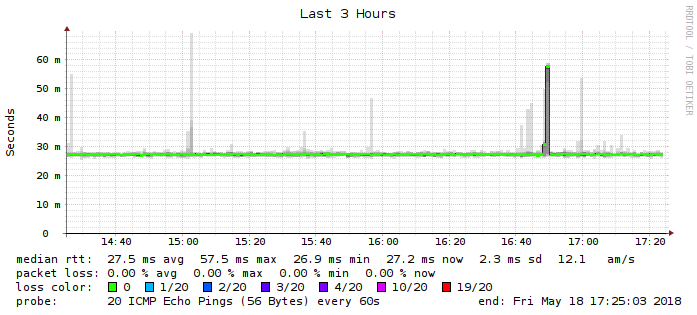 Last 3 Hours
RRDTOOL / TOBI OETIKER
Seconds
60 m
50 m
40 m
30 m
20 m
10 m
0
14:40 15:00 15:20 15:40 16:00 16:20 16:40 17:00 17:20
median rtt: 27.5 ms avg 57.5 ms max 26.9 ms min 27.2 ms now 2.3 ms sd 12.1 am/s
packet loss: 0.00 % avg 0.00 % max 0.00 % min 0.00 % now
loss color: 0 1/20 2/20 3/20 4/20 10/20 19/20
probe: 20 ICMP Echo Pings (56 Bytes) every 60s end: Fri May 18 17:25:03 2018